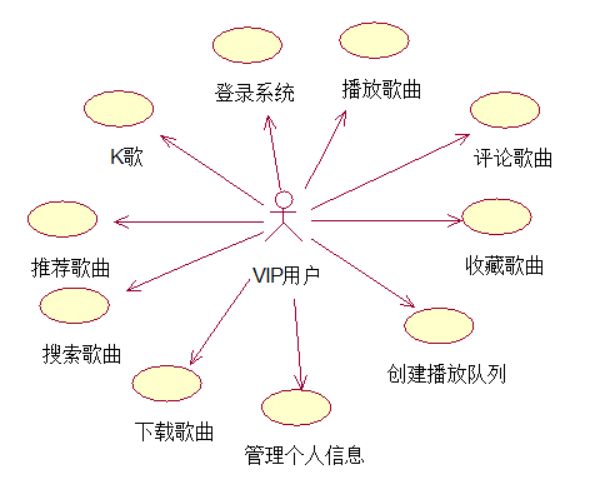 登录系统
播放歌曲
K歌
评论歌曲
推荐歌曲
收藏歌曲
VIP用户
搜索歌曲
创建播放队列
下载歌曲
管理个人信息